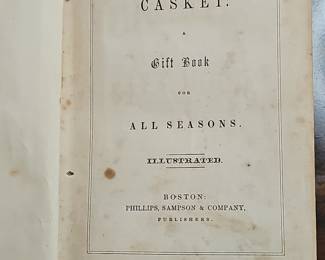 CASKET:
A
Gift Book
FOR
ALL SEASONS.
ILLUSTRATED.
BOSTON:
PHILLIPS, SAMPSON & COMPANY,
PUBLISHERS.